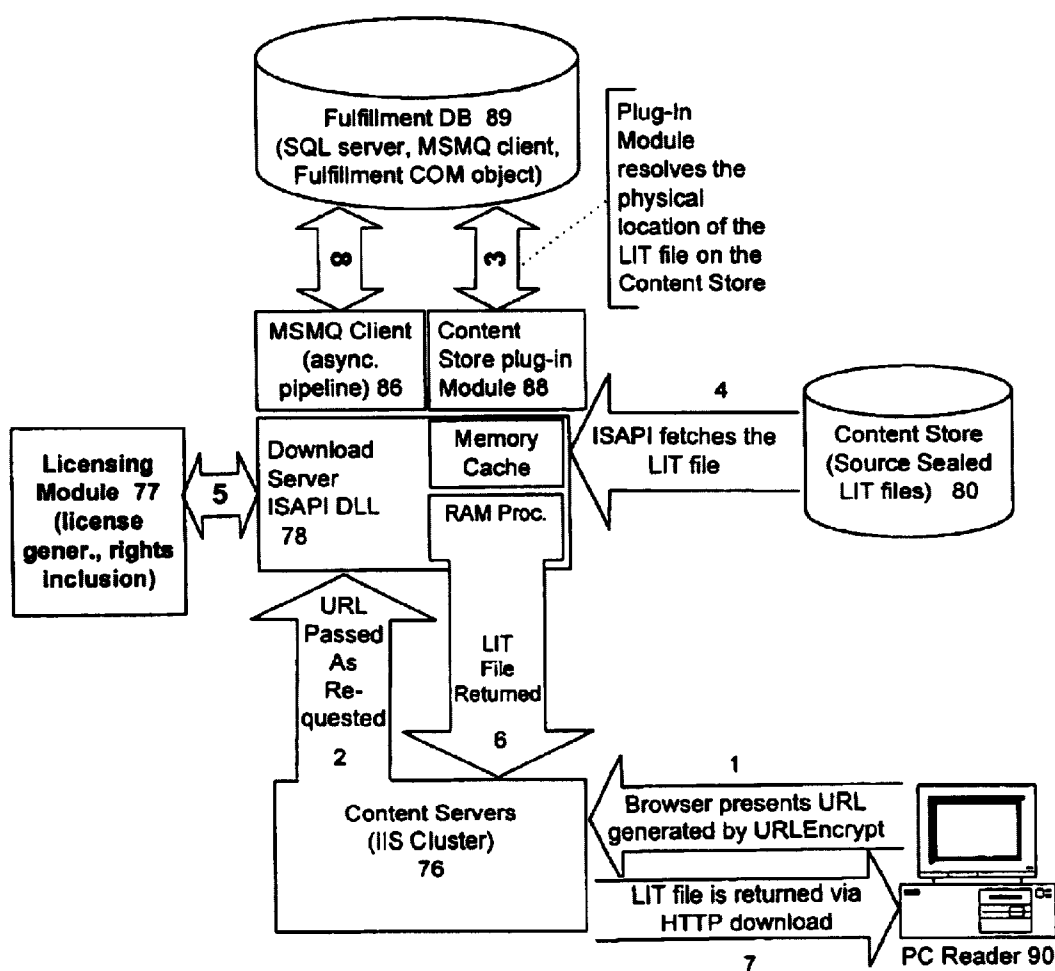 Fulfillment DB 89
(SQL server, MSMQ client,
Fulfillment COM object)
Plug-In
Module
resolves the
physical
location of the
LIT file on the
Content Store
8
3
MSMQ Client
(async.
pipeline) 86
Content
Store plug-in
Module 88
4
ISAPI fetches the
LIT file
Content Store
(Source Sealed
LIT files) 80
Licensing
Module 77
(license
gener., rights
inclusion)
5
Download
Server
ISAPI DLL
78
Memory
Cache
RAM Proc.
URL
Passed
As
Re-
quested
2
LIT
File
Returned
6
Content Servers
(IIS Cluster)
76
1
Browser presents URL
generated by URLEncrypt
LIT file is returned via
HTTP download
7
PC Reader 90